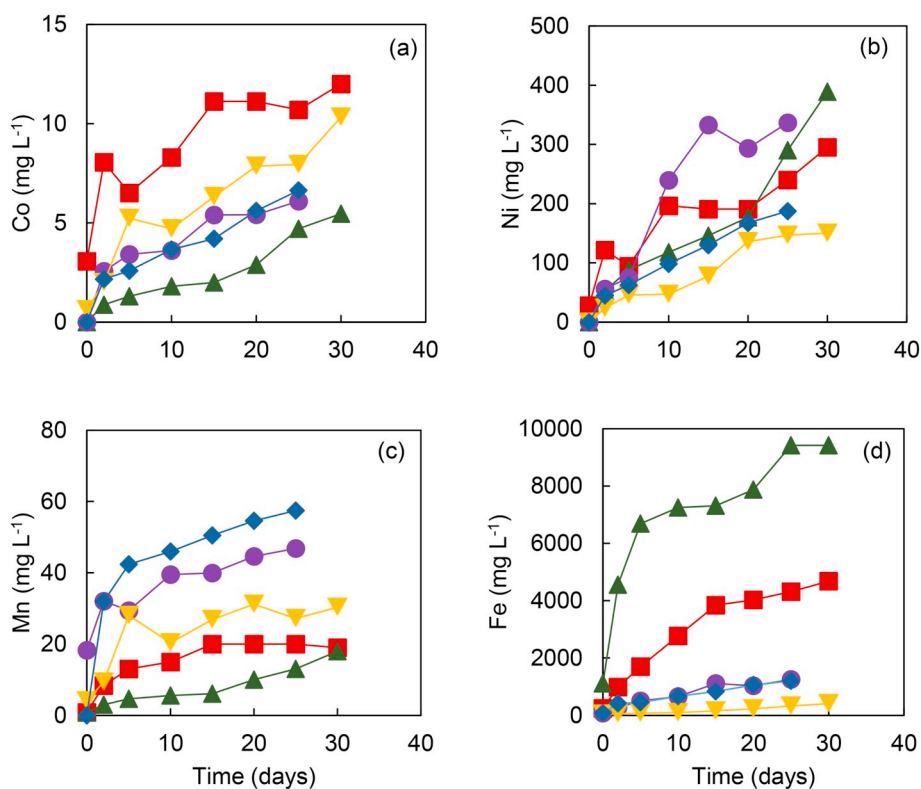 (a)
Co (mg L⁻¹)
15
10
5
0
0 10 20 30 40
(b)
Ni (mg L⁻¹)
500
400
300
200
100
0
0 10 20 30 40
(c)
Mn (mg L⁻¹)
80
60
40
20
0
0 10 20 30 40
Time (days)
(d)
Fe (mg L⁻¹)
10000
8000
6000
4000
2000
0
0 10 20 30 40
Time (days)